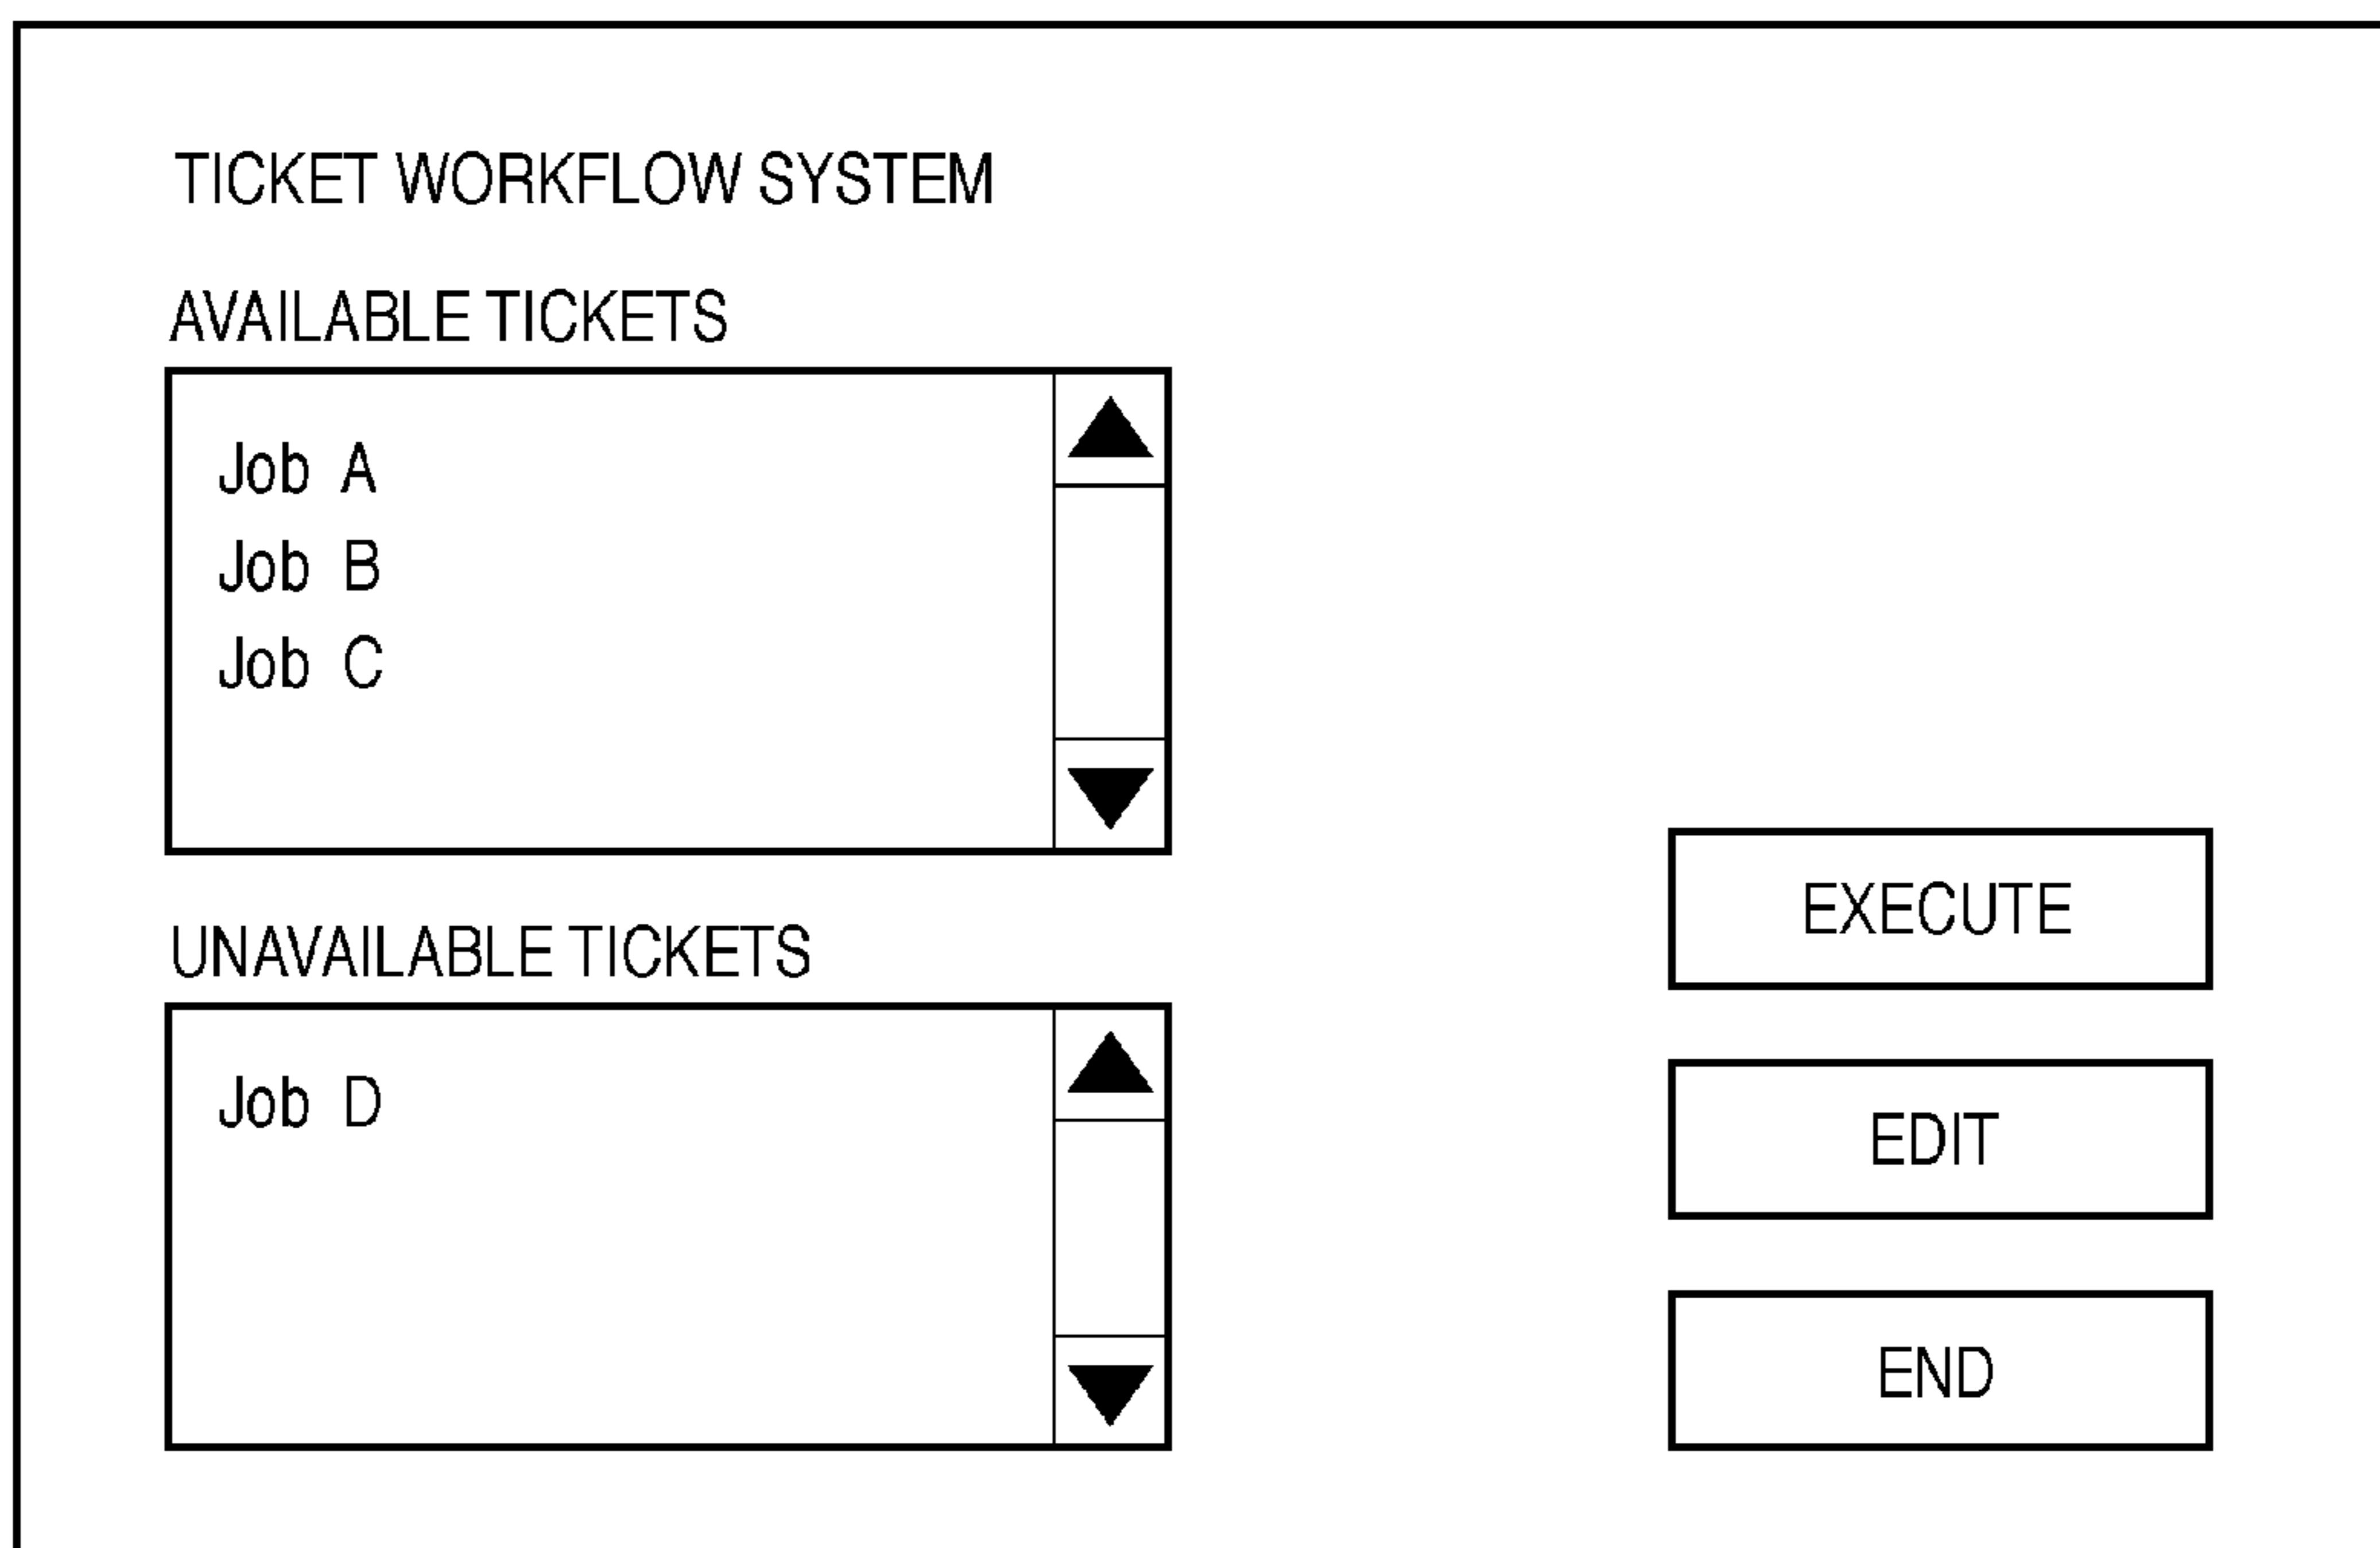 TICKET WORKFLOW SYSTEM
AVAILABLE TICKETS
Job A
Job B
Job C
UNAVAILABLE TICKETS
Job D
EXECUTE
EDIT
END